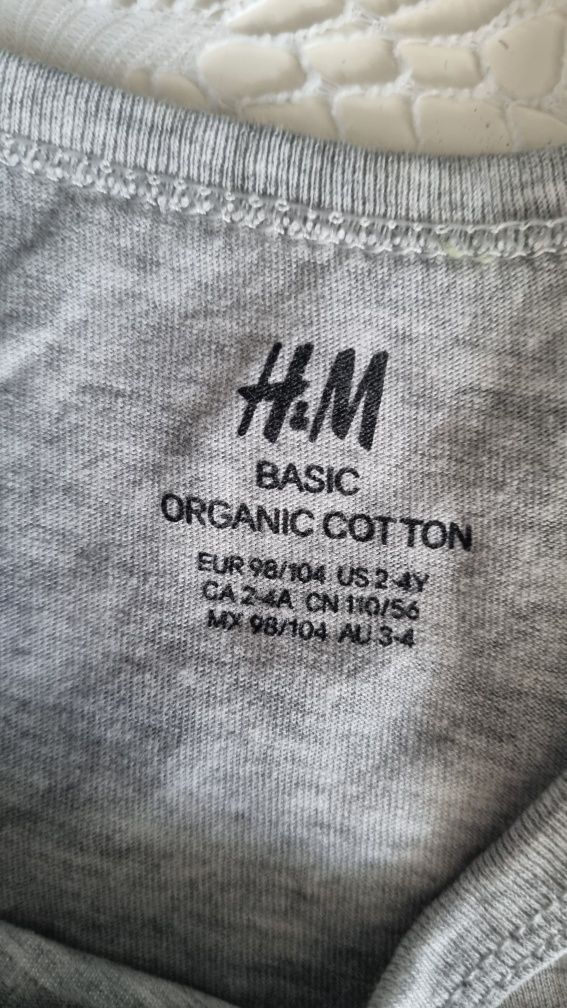 H&M
BASIC
ORGANIC COTTON
EUR 98/104 US 2-4Y
CA 2-4A CN 110/56
MX 98/104 AU 3-4